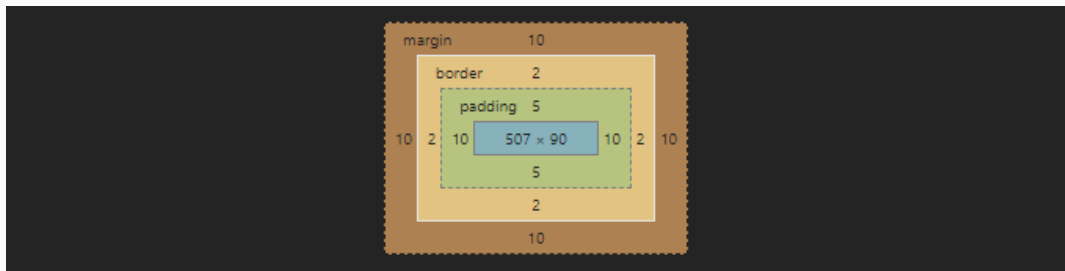 margin 10
border 2
padding 5
10 2 10 507 × 90 10 2 10
5
2
10